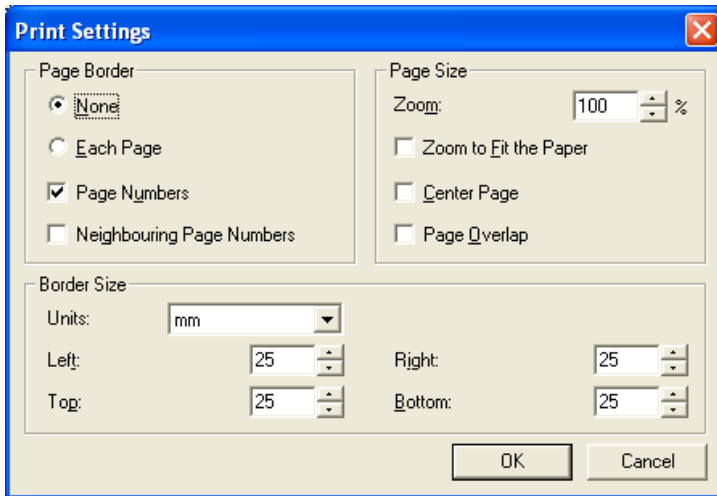 Print Settings
Page Border
None
Each Page
Page Numbers
Neighbouring Page Numbers
Page Size
Zoom: 100 %
Zoom to Fit the Paper
Center Page
Page Overlap
Border Size
Units: mm
Left: 25 Right: 25
Top: 25 Bottom: 25
OK Cancel